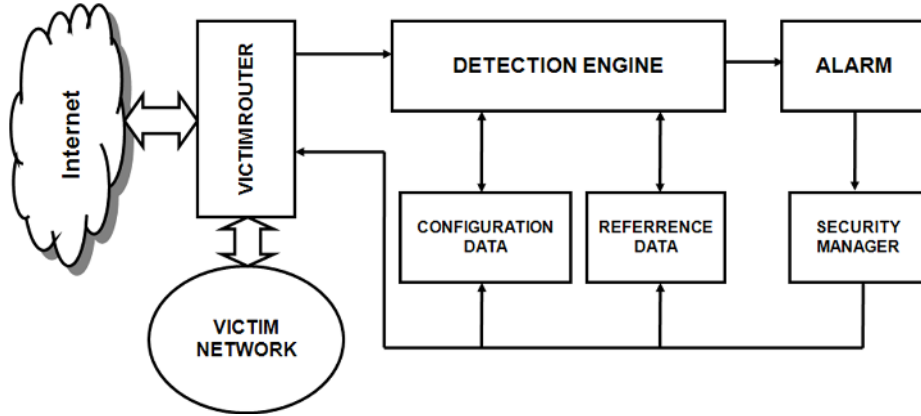 Internet
VICTIMROUTER
DETECTION ENGINE
ALARM
CONFIGURATION
DATA
REFERRENCE
DATA
SECURITY
MANAGER
VICTIM
NETWORK